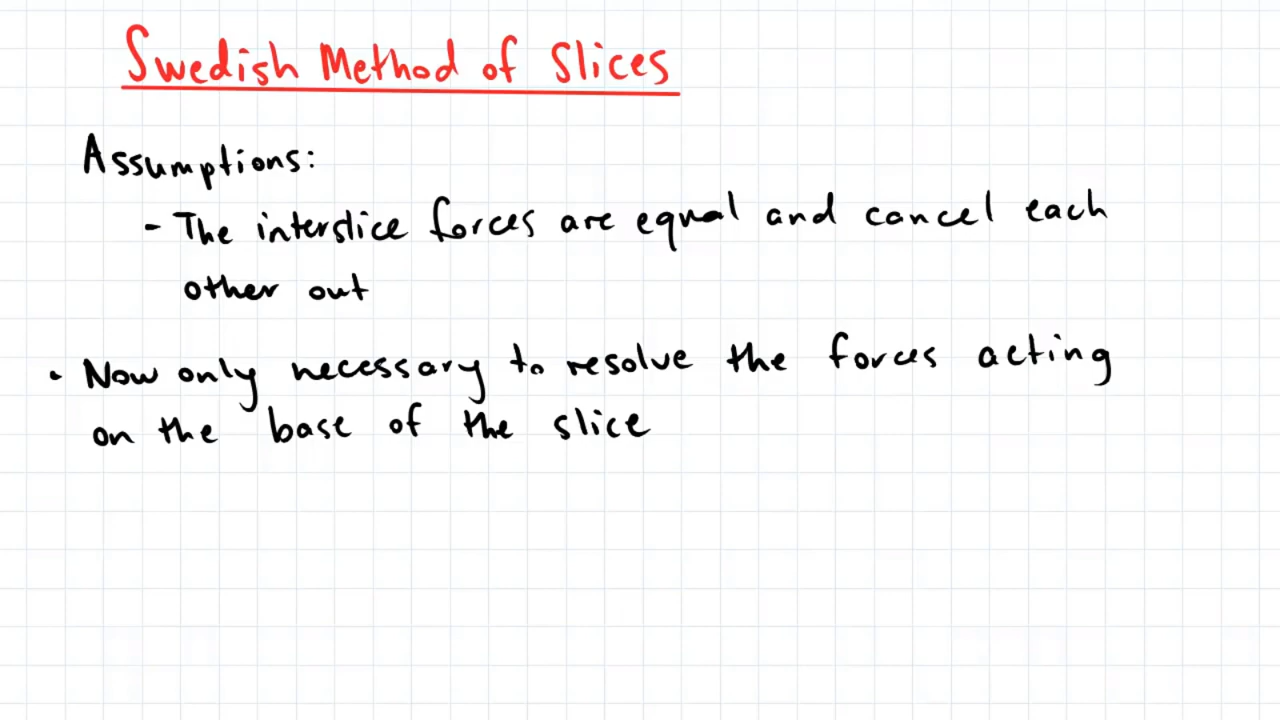 Swedish Method of Slices
Assumptions:
- The interslice forces are equal and cancel each
other out
• Now only necessary to resolve the forces acting
on the base of the slice